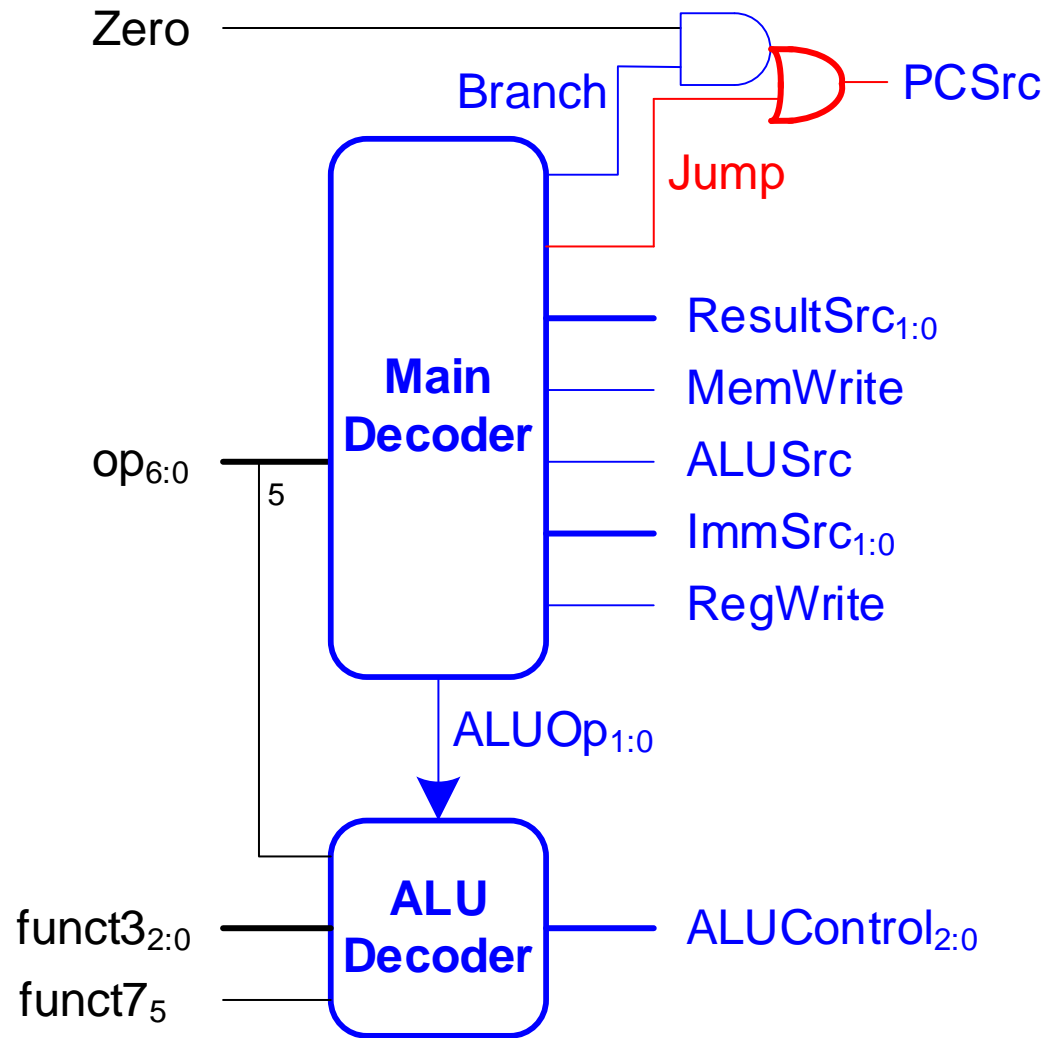 Zero
Branch
PCSrc
Jump
ResultSrc1:0
Main
Decoder
MemWrite
op6:0
5
ALUSrc
ImmSrc1:0
RegWrite
ALUOp1:0
ALU
Decoder
funct32:0
ALUControl2:0
funct75